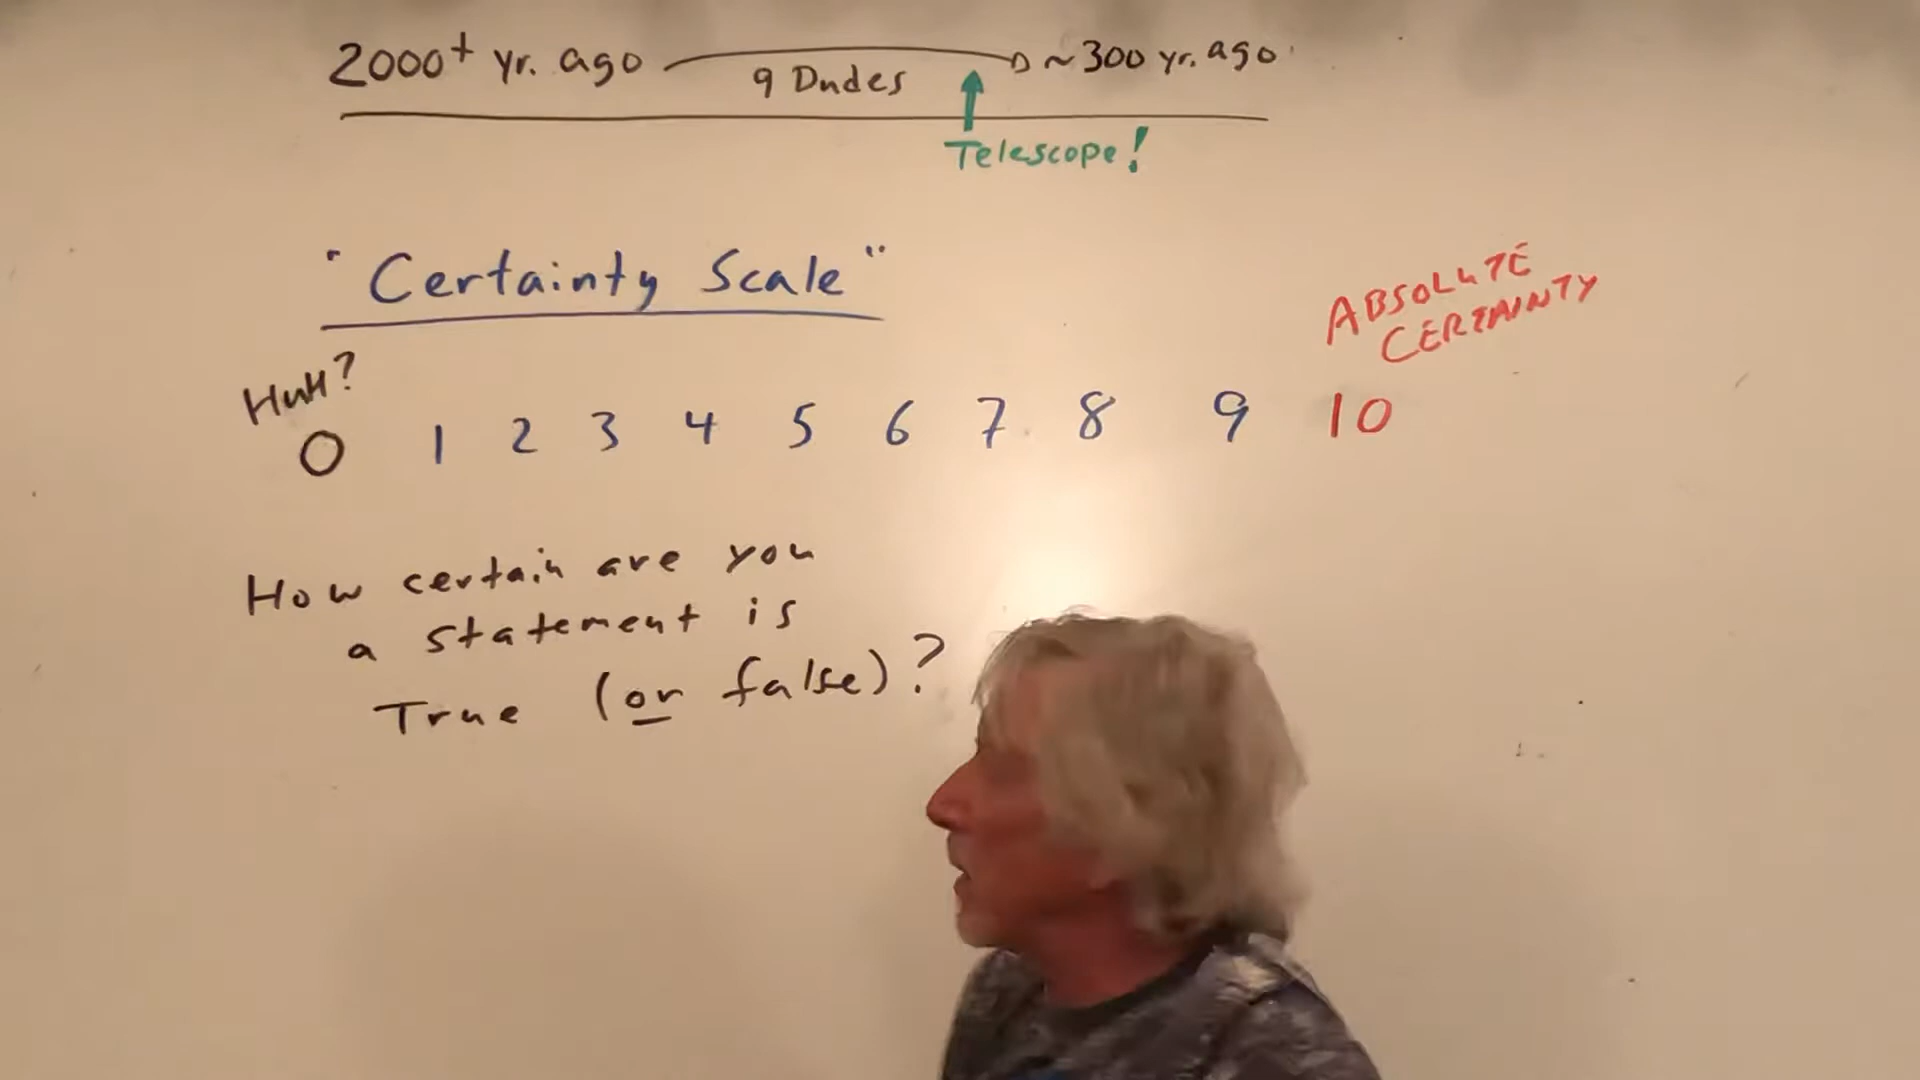 2000+ yr. ago 9 Dudes ~300 yr. ago
Telescope!
"Certainty Scale"
ABSOLUTE
CERTAINTY
HuH?
0 1 2 3 4 5 6 7 8 9 10
How certain are you
a statement is
True (or false)?